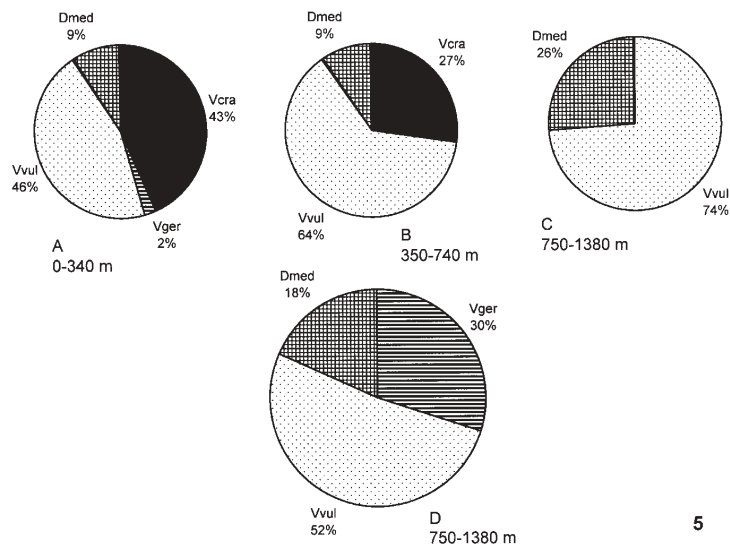 Dmed
9%
Vcra
43%
Vger
2%
Vvul
46%
A
0-340 m
Dmed
9%
Vcra
27%
Vvul
64%
B
350-740 m
Dmed
26%
Vvul
74%
C
750-1380 m
Dmed
18%
Vger
30%
Vvul
52%
D
750-1380 m
5